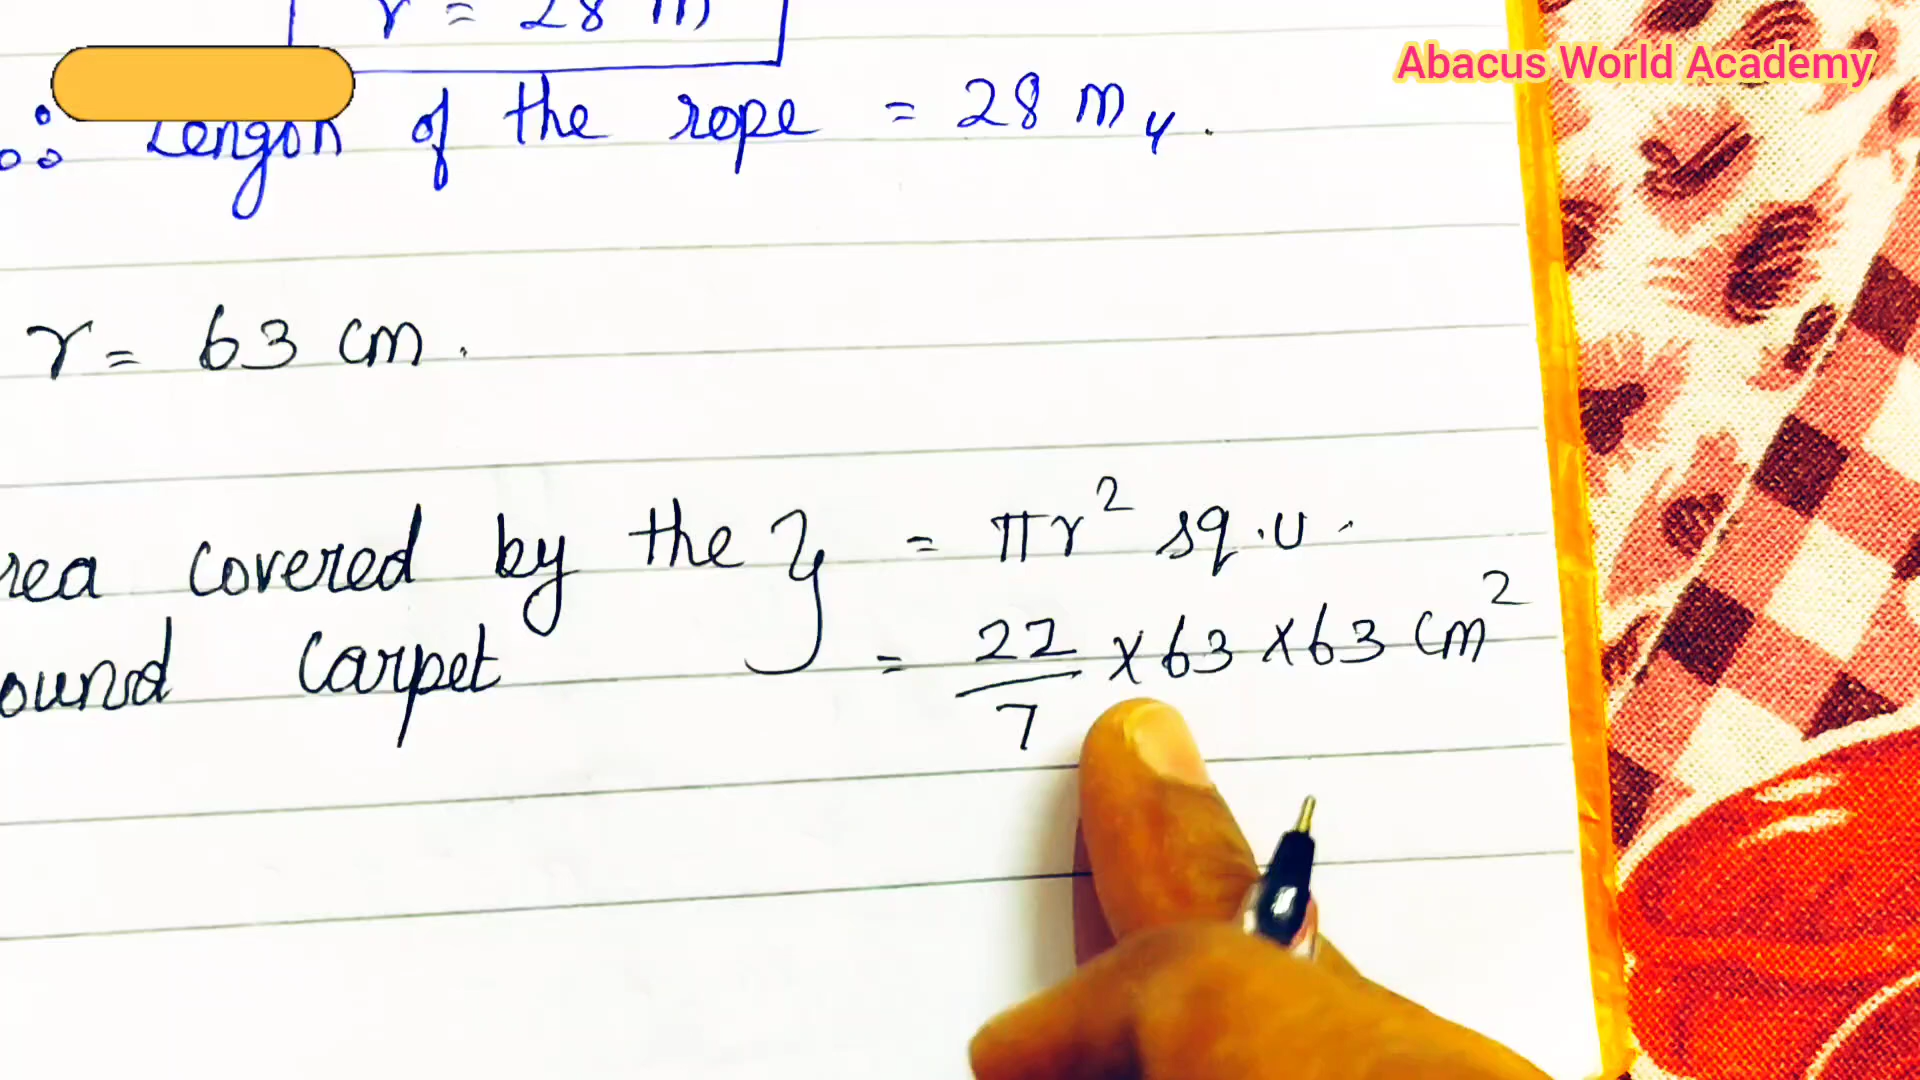 r = 28 m
Abacus World Academy
∴ Length of the rope = 28 m.
r = 63 cm.
rea covered by the } = πr² sq.u.
ound carpet = 22/7 × 63 × 63 cm²